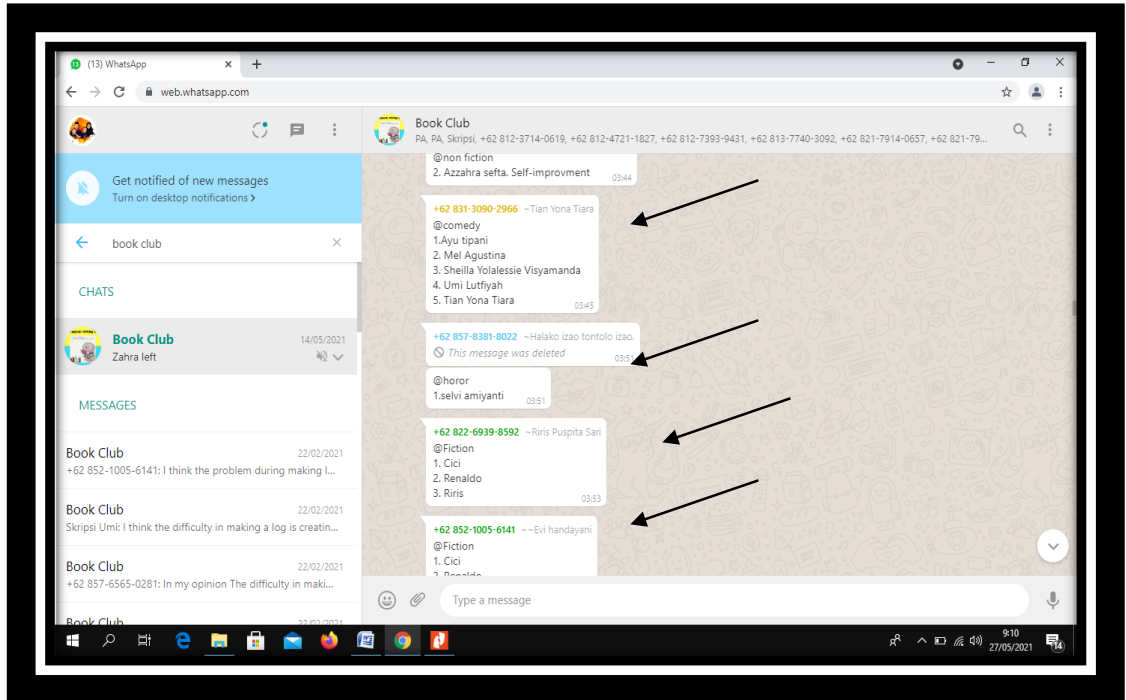 (13) WhatsApp
web.whatsapp.com
Book Club
PA, PA, Skripsi, +62 812-3714-0619, +62 812-4721-1827, +62 812-7393-9431, +62 813-7740-3092, +62 821-7914-0657, +62 821-79...
Get notified of new messages
Turn on desktop notifications >
book club
CHATS
Book Club 14/05/2021
Zahra left
MESSAGES
Book Club 22/02/2021
+62 852-1005-6141: I think the problem during making l...
Book Club 22/02/2021
Skripsi Umi: I think the difficulty in making a log is creatin...
Book Club 22/02/2021
+62 857-6565-0281: In my opinion The difficulty in maki...
Book Club 22/02/2021
@non fiction
2. Azzahra sefta. Self-improvment 03:44
+62 831-3090-2966 ~Tian Yona Tiara
@comedy
1.Ayu tipani
2. Mel Agustina
3. Sheilla Yolalessie Visyamanda
4. Umi Lutfiyah
5. Tian Yona Tiara 03:45
+62 857-8381-8022 ~Halako izao tontolo izao.
This message was deleted 03:51
@horor
1.selvi amiyanti 03:51
+62 822-6939-8592 ~Riris Puspita Sari
@Fiction
1. Cici
2. Renaldo
3. Riris 03:53
+62 852-1005-6141 ~~Evi handayani
@Fiction
1. Cici
2. Renaldo
Type a message
9:10
27/05/2021
14